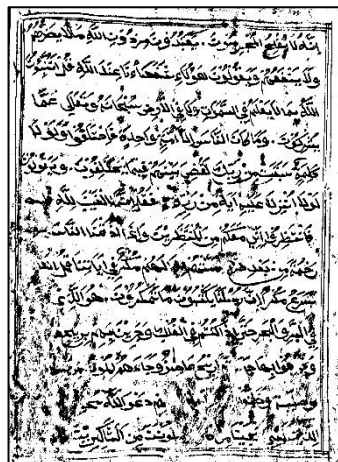 إنه لا يفلح المجرمون ويعبدون من دون الله ما لا يضرهم
ولا ينفعهم ويقولون هؤلاء شفعاؤنا عند الله قل أتنبئون
الله بما لا يعلم في السموات ولا في الأرض سبحانه وتعالى عما
يشركون وما كان الناس إلا أمة واحدة فاختلفوا ولولا
كلمة سبقت من ربك لقضي بينهم فيما فيه يختلفون ويقولون
لولا أنزل عليه آية من ربه فقل إنما الغيب لله
فانتظروا إني معكم من المنتظرين وإذا أذقنا الناس
رحمة من بعد ضراء مستهم إذا لهم مكر في آياتنا قل الله
أسرع مكرا إن رسلنا يكتبون ما تمكرون هو الذي
في البر والبحر حتى إذا كنتم في الفلك وجرين بهم بريح
وفرحوا بها ريح عاصف وجاءهم الموج من
دعوا الله
من الشاكرين